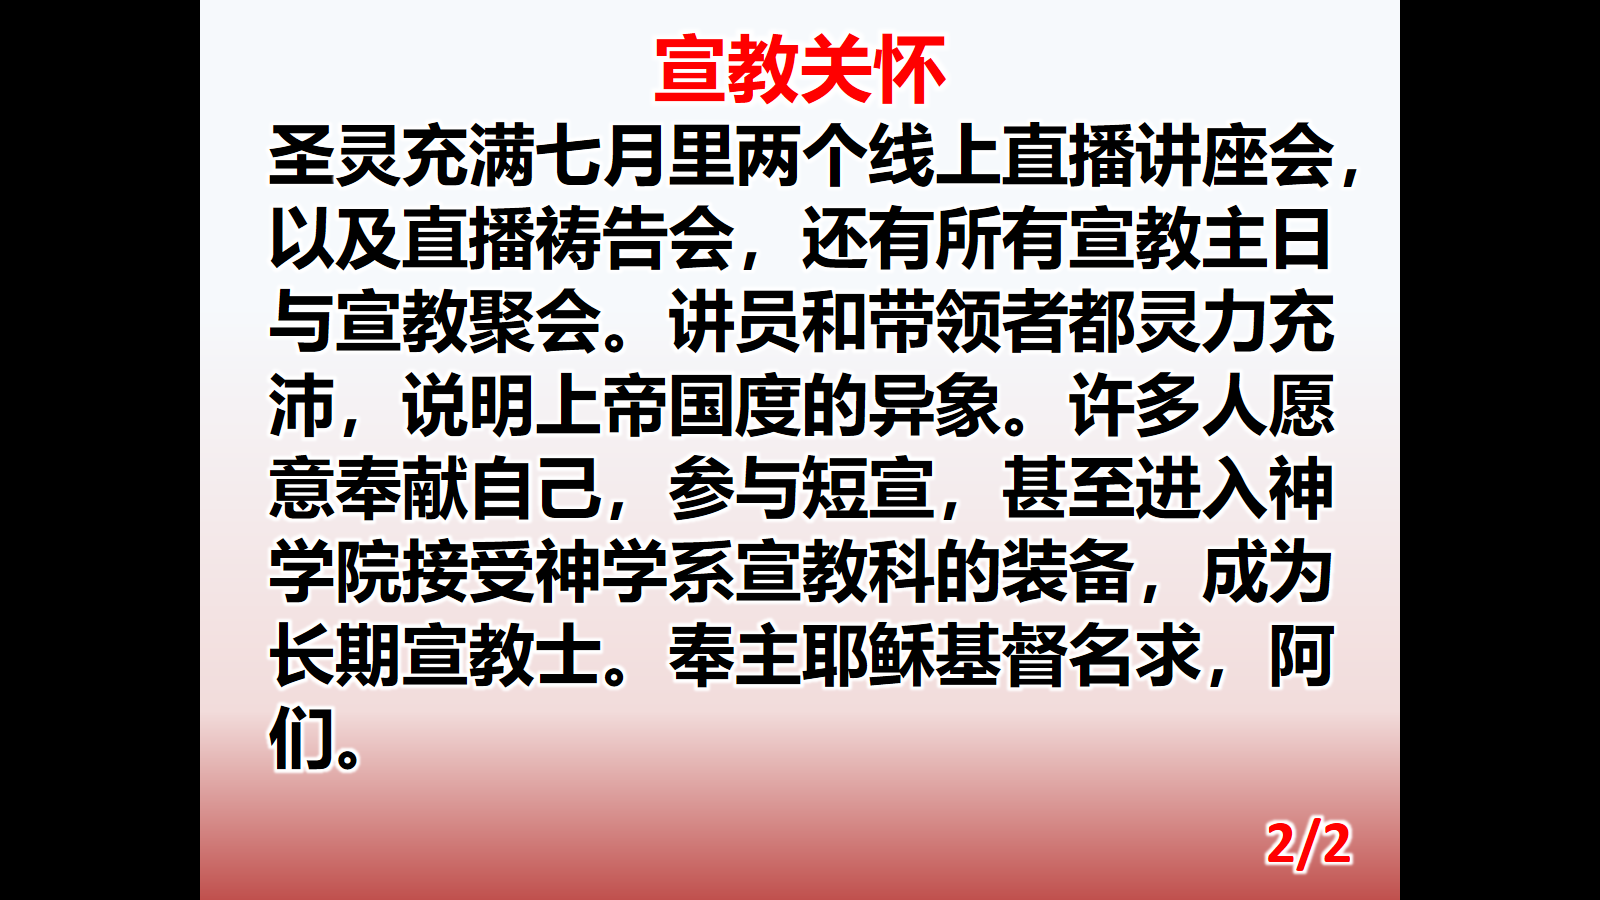 宣教关怀
圣灵充满七月里两个线上直播讲座会，
以及直播祷告会，还有所有宣教主日
与宣教聚会。讲员和带领者都灵力充
沛，说明上帝国度的异象。许多人愿
意奉献自己，参与短宣，甚至进入神
学院接受神学系宣教科的装备，成为
长期宣教士。奉主耶稣基督名求，阿
们。
2/2